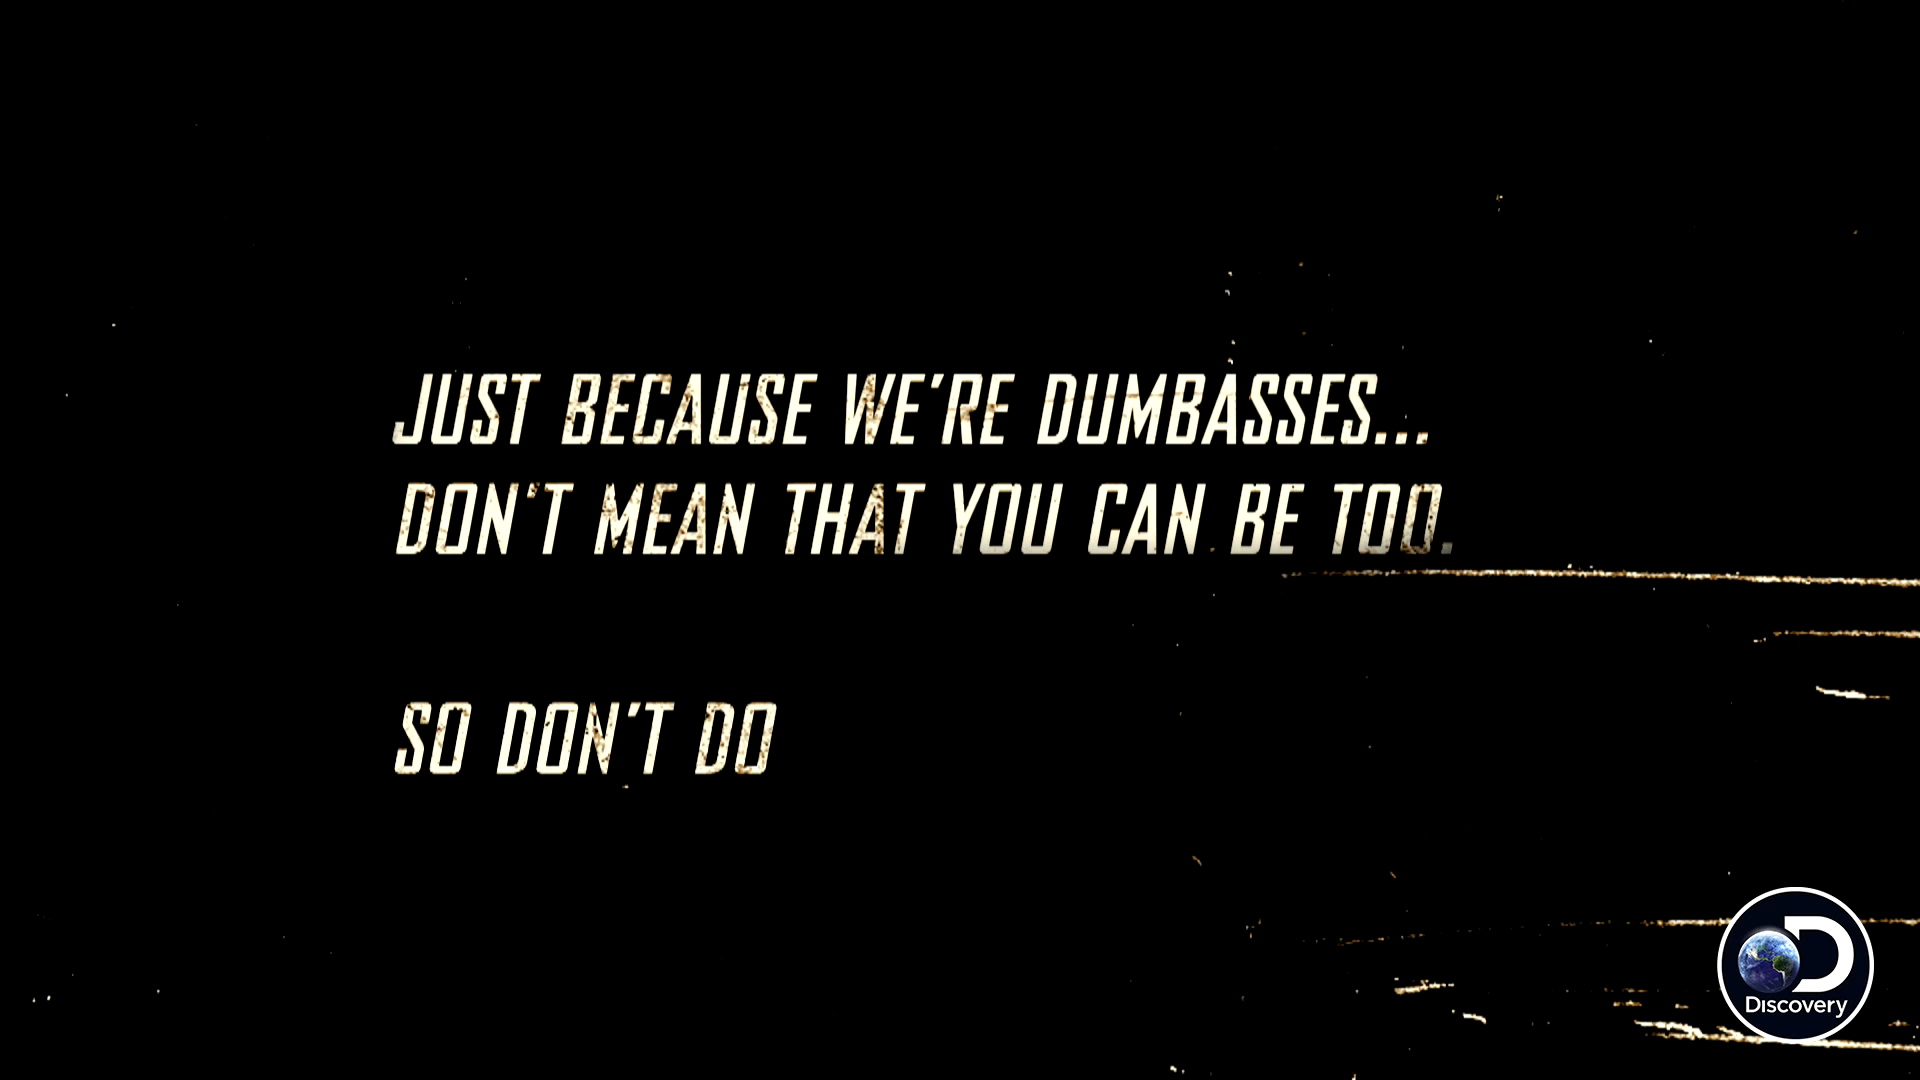 JUST BECAUSE WE'RE DUMBASSES...
DON'T MEAN THAT YOU CAN BE TOO.
SO DON'T DO
Discovery